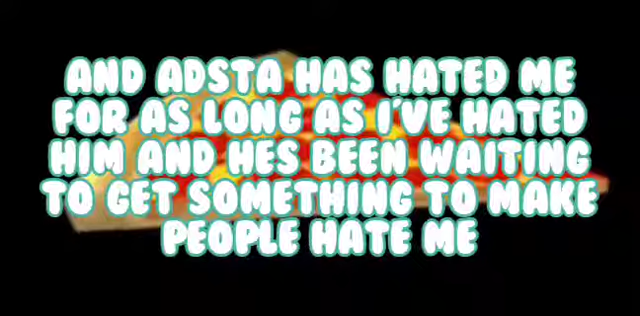 AND ADSTA HAS HATED ME
FOR AS LONG AS I'VE HATED
HIM AND HES BEEN WAITING
TO GET SOMETHING TO MAKE
PEOPLE HATE ME